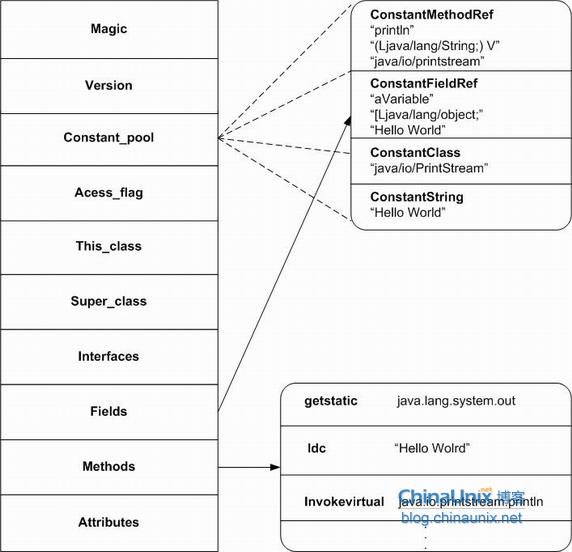 Magic
Version
Constant_pool
Acess_flag
This_class
Super_class
Interfaces
Fields
Methods
Attributes
ConstantMethodRef
“println”
“(Ljava/lang/String;) V”
“java/io/printstream”
ConstantFieldRef
“aVariable”
“[Ljava/lang/object;”
“Hello World”
ConstantClass
“java/io/PrintStream”
ConstantString
“Hello World”
getstatic java.lang.system.out
ldc “Hello Wolrd”
Invokevirtual java.io.printstream.println
ChinaUnix.net 博客
blog.chinaunix.net